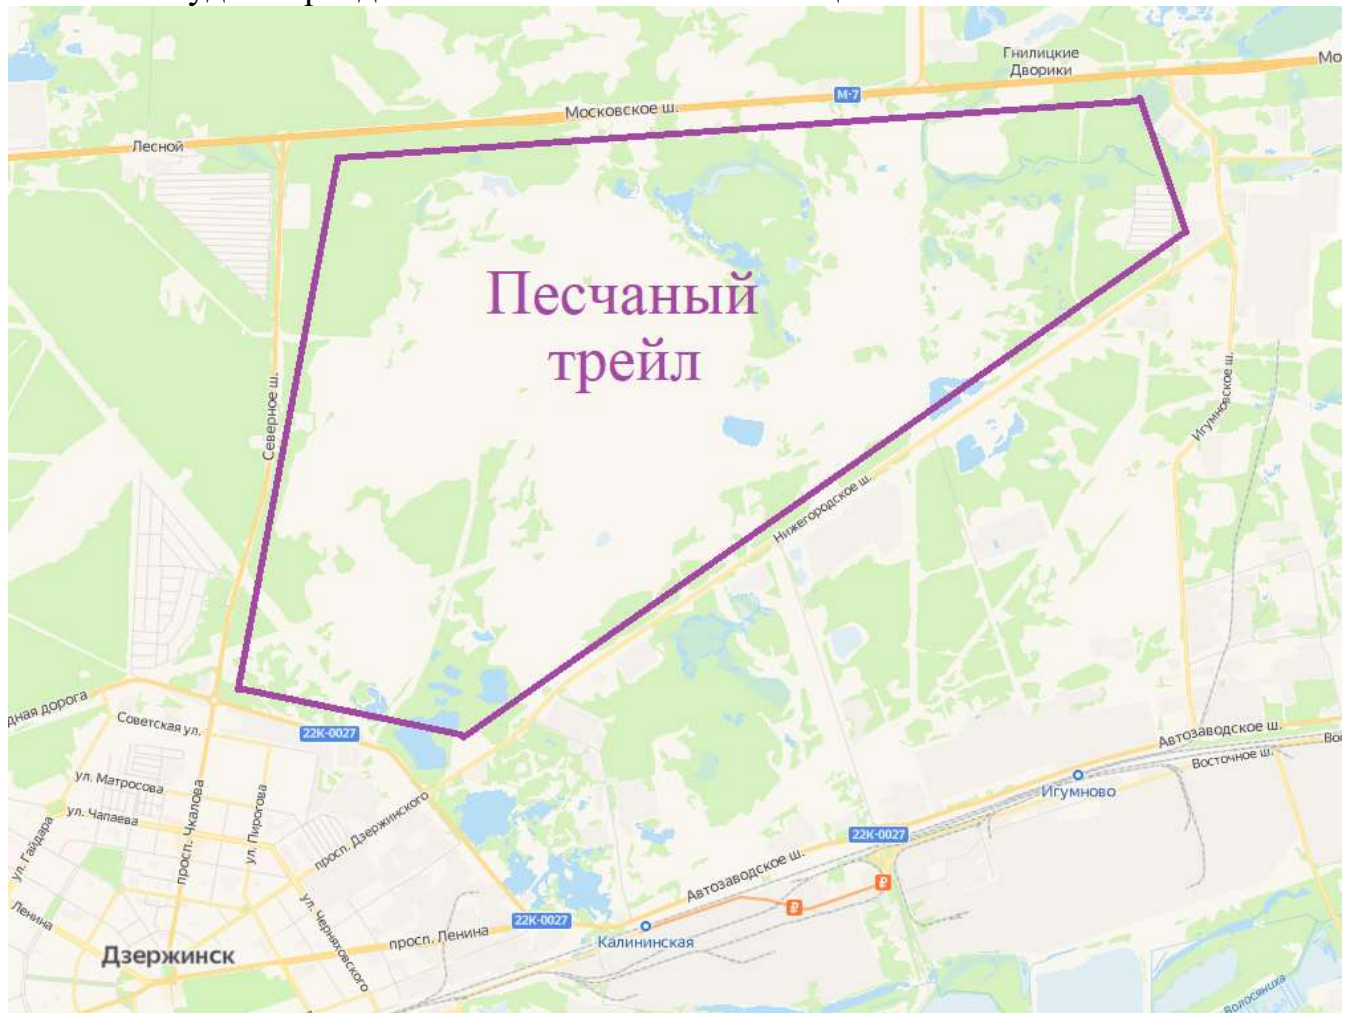 Гнилицкие
Дворики
Мо
М-7
Московское ш.
Лесной
Песчаный
трейл
Северное ш.
Игумновское ш.
Нижегородское ш.
дная дорога
Советская ул.
22К-0027
Автозаводское ш.
Восточное ш.
Во
ул. Матросова
Игумново
ул. Чапаева
просп. Чкалова
ул. Пирогова
просп. Дзержинского
ул. Гайдара
22К-0027
Автозаводское ш.
Ленина
ул. Черняховского
22К-0027
просп. Ленина
Калининская
Дзержинск
Волосяниха